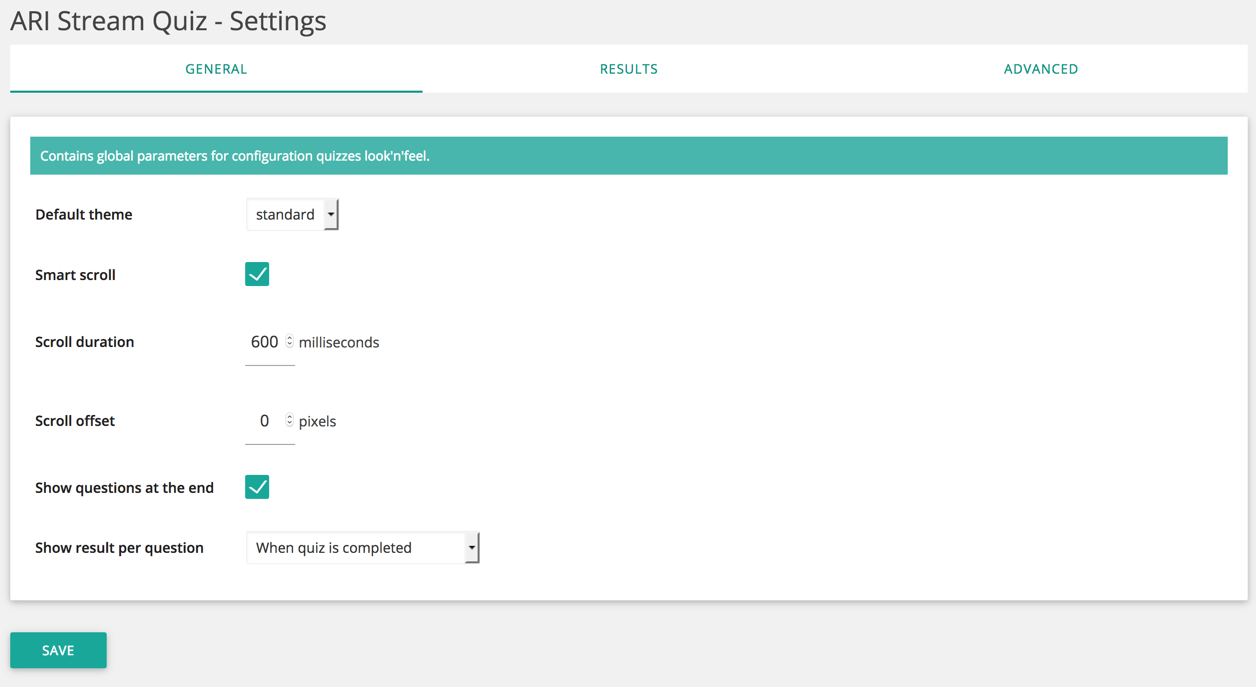 ARI Stream Quiz - Settings
GENERAL RESULTS ADVANCED
Contains global parameters for configuration quizzes look'n'feel.
Default theme standard
Smart scroll
Scroll duration 600 milliseconds
Scroll offset 0 pixels
Show questions at the end
Show result per question When quiz is completed
SAVE